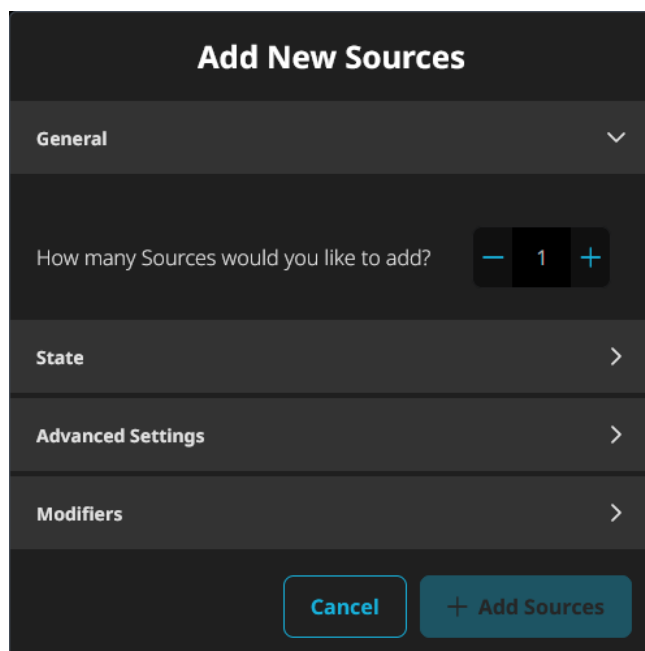 Add New Sources
General
How many Sources would you like to add?
1
State
Advanced Settings
Modifiers
Cancel
+ Add Sources